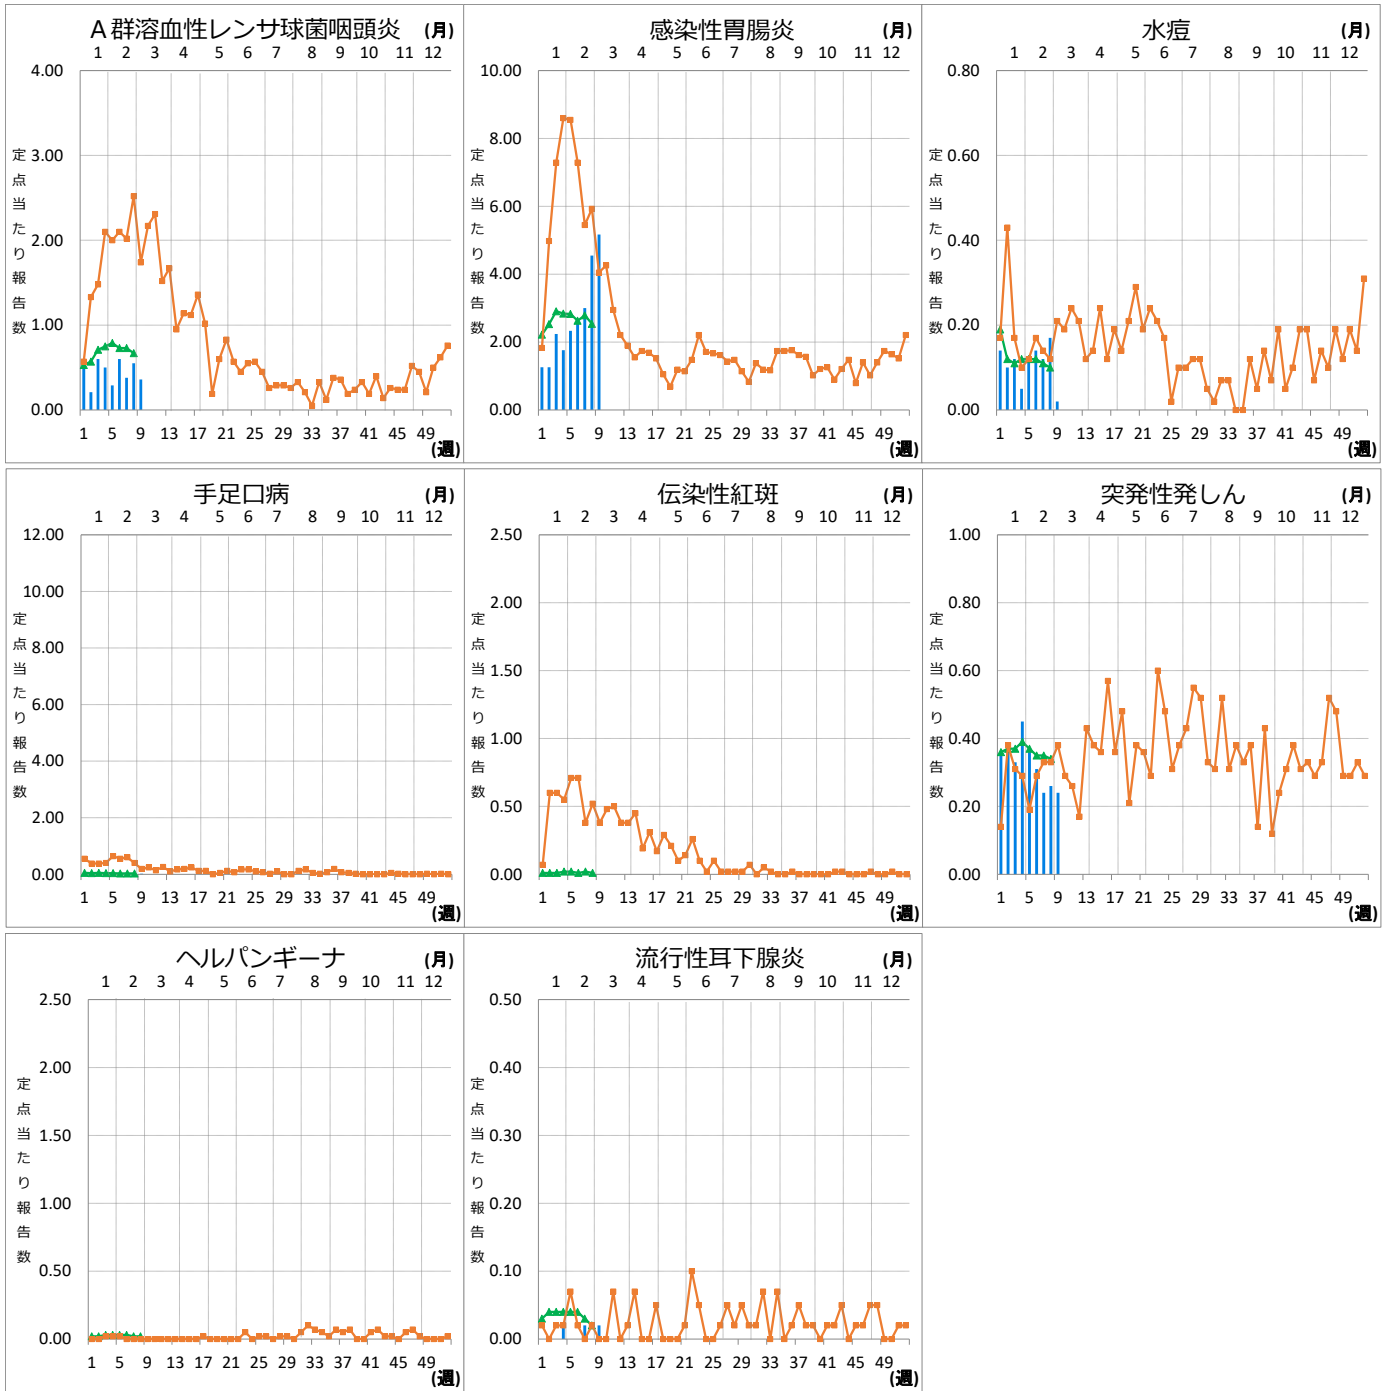 A群溶血性レンサ球菌咽頭炎 (月)
1 2 3 4 5 6 7 8 9 10 11 12
4.00
3.00
2.00
1.00
0.00
定点当たり報告数
1 5 9 13 17 21 25 29 33 37 41 45 49
(週)
感染性胃腸炎 (月)
1 2 3 4 5 6 7 8 9 10 11 12
10.00
8.00
6.00
4.00
2.00
0.00
定点当たり報告数
1 5 9 13 17 21 25 29 33 37 41 45 49
(週)
水痘 (月)
1 2 3 4 5 6 7 8 9 10 11 12
0.80
0.60
0.40
0.20
0.00
定点当たり報告数
1 5 9 13 17 21 25 29 33 37 41 45 49
(週)
手足口病 (月)
1 2 3 4 5 6 7 8 9 10 11 12
12.00
10.00
8.00
6.00
4.00
2.00
0.00
定点当たり報告数
1 5 9 13 17 21 25 29 33 37 41 45 49
(週)
伝染性紅斑 (月)
1 2 3 4 5 6 7 8 9 10 11 12
2.50
2.00
1.50
1.00
0.50
0.00
定点当たり報告数
1 5 9 13 17 21 25 29 33 37 41 45 49
(週)
突発性発しん (月)
1 2 3 4 5 6 7 8 9 10 11 12
1.00
0.80
0.60
0.40
0.20
0.00
定点当たり報告数
1 5 9 13 17 21 25 29 33 37 41 45 49
(週)
ヘルパンギーナ (月)
1 2 3 4 5 6 7 8 9 10 11 12
2.50
2.00
1.50
1.00
0.50
0.00
定点当たり報告数
1 5 9 13 17 21 25 29 33 37 41 45 49
(週)
流行性耳下腺炎 (月)
1 2 3 4 5 6 7 8 9 10 11 12
0.50
0.40
0.30
0.20
0.10
0.00
定点当たり報告数
1 5 9 13 17 21 25 29 33 37 41 45 49
(週)